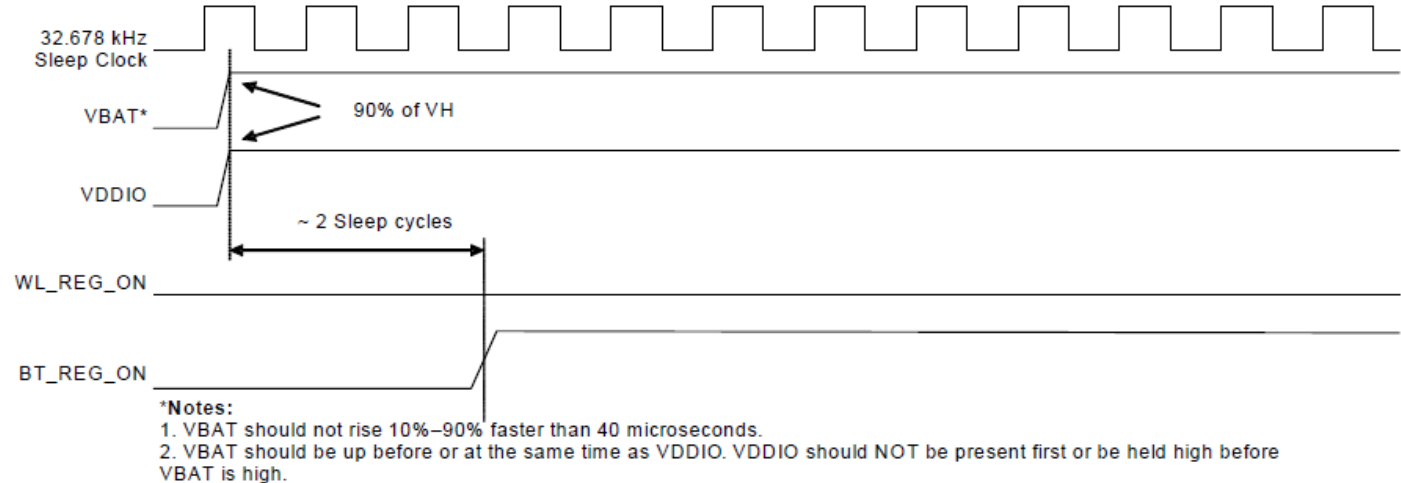 32.678 kHz
Sleep Clock
VBAT*
90% of VH
VDDIO
~ 2 Sleep cycles
WL_REG_ON
BT_REG_ON
*Notes:
1. VBAT should not rise 10%–90% faster than 40 microseconds.
2. VBAT should be up before or at the same time as VDDIO. VDDIO should NOT be present first or be held high before
VBAT is high.